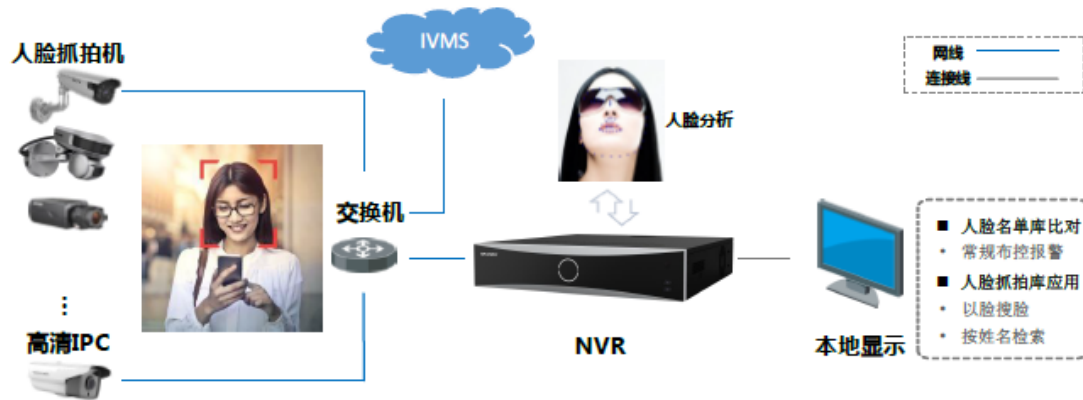 人脸抓拍机
IVMS
网线
连接线
人脸分析
交换机
人脸名单库比对
常规布控报警
人脸抓拍库应用
以脸搜脸
按姓名检索
高清IPC
NVR
本地显示